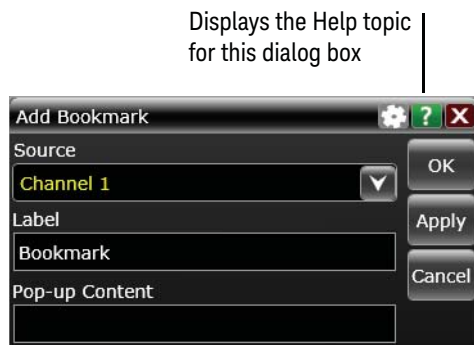 Displays the Help topic
for this dialog box
Add Bookmark
?
X
Source
OK
Channel 1
Label
Apply
Bookmark
Cancel
Pop-up Content